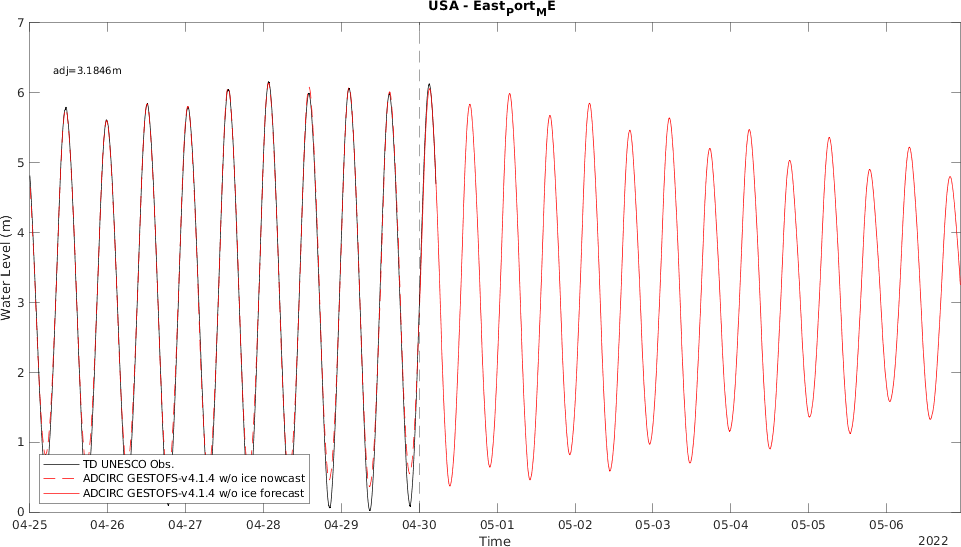 USA - EastPortME
7
adj=3.1846m
6
5
4
Water Level (m)
3
2
1
TD UNESCO Obs.
ADCIRC GESTOFS-v4.1.4 w/o ice nowcast
ADCIRC GESTOFS-v4.1.4 w/o ice forecast
0
04-25 04-26 04-27 04-28 04-29 04-30 05-01 05-02 05-03 05-04 05-05 05-06
Time
2022